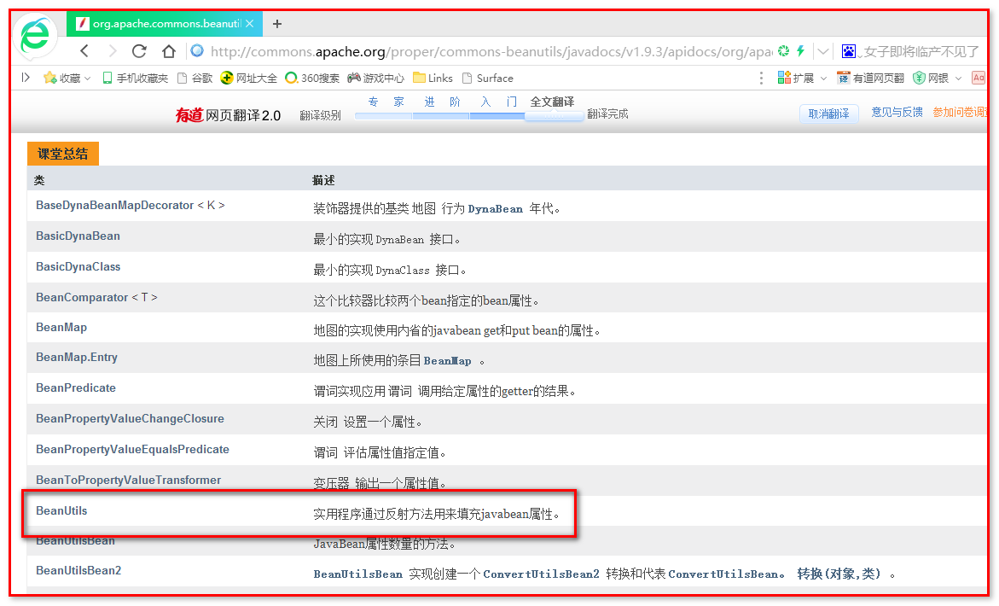 org.apache.commons.beanutil
http://commons.apache.org/proper/commons-beanutils/javadocs/v1.9.3/apidocs/org/apa
女子即将临产不见了
收藏 手机收藏夹 谷歌 网址大全 360搜索 游戏中心 Links Surface 扩展 译 有道网页翻 网银 Aa
有道 网页翻译2.0 翻译级别 专家 进阶 入门 全文翻译 翻译完成 取消翻译 意见与反馈 参加问卷调查
课堂总结
类 描述
BaseDynaBeanMapDecorator < K > 装饰器提供的基类 地图 行为 DynaBean 年代。
BasicDynaBean 最小的实现 DynaBean 接口。
BasicDynaClass 最小的实现 DynaClass 接口。
BeanComparator < T > 这个比较器比较两个bean指定的bean属性。
BeanMap 地图的实现使用内省的javabean get和put bean的属性。
BeanMap.Entry 地图上所使用的条目 BeanMap 。
BeanPredicate 谓词实现应用 谓词 调用给定属性的getter的结果。
BeanPropertyValueChangeClosure 关闭 设置一个属性。
BeanPropertyValueEqualsPredicate 谓词 评估属性值指定值。
BeanToPropertyValueTransformer 变压器 输出一个属性值。
BeanUtils 实用程序通过反射方法用来填充javabean属性。
BeanUtilsBean JavaBean属性数量的方法。
BeanUtilsBean2 BeanUtilsBean 实现创建一个 ConvertUtilsBean2 转换和代表 ConvertUtilsBean。 转换(对象,类) 。